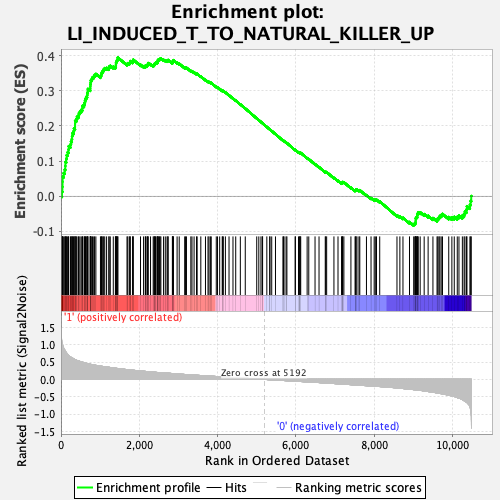 Enrichment plot:
LI_INDUCED_T_TO_NATURAL_KILLER_UP
Enrichment score (ES)
0.4
0.3
0.2
0.1
0.0
-0.1
'1' (positively correlated)
Ranked list metric (Signal2Noise)
1.5
1.0
0.5
0.0
-0.5
-1.0
-1.5
Zero cross at 5192
'0' (negatively correlated)
0
2,000
4,000
6,000
8,000
10,000
Rank in Ordered Dataset
Enrichment profile
Hits
Ranking metric scores